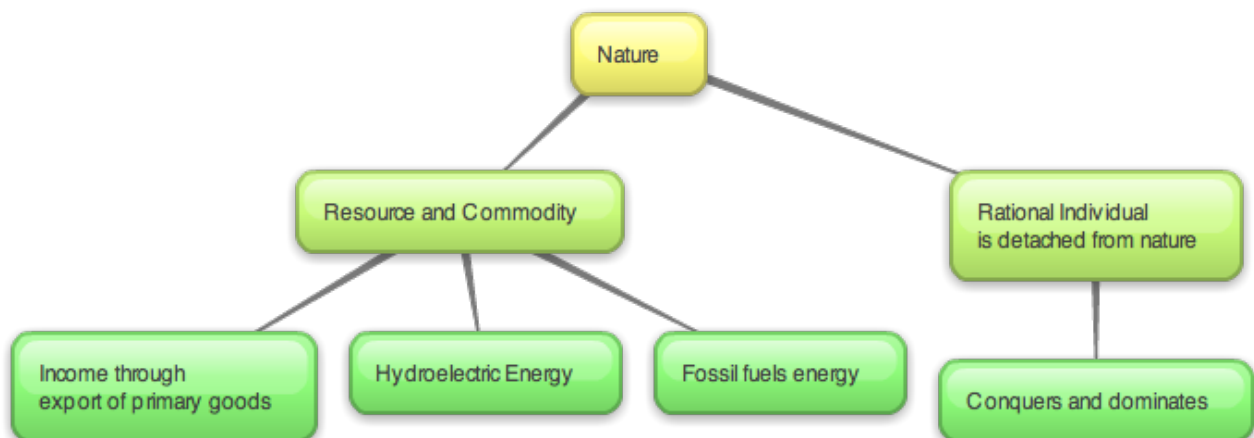 Nature
Resource and Commodity
Rational Individual
is detached from nature
Income through
export of primary goods
Hydroelectric Energy
Fossil fuels energy
Conquers and dominates